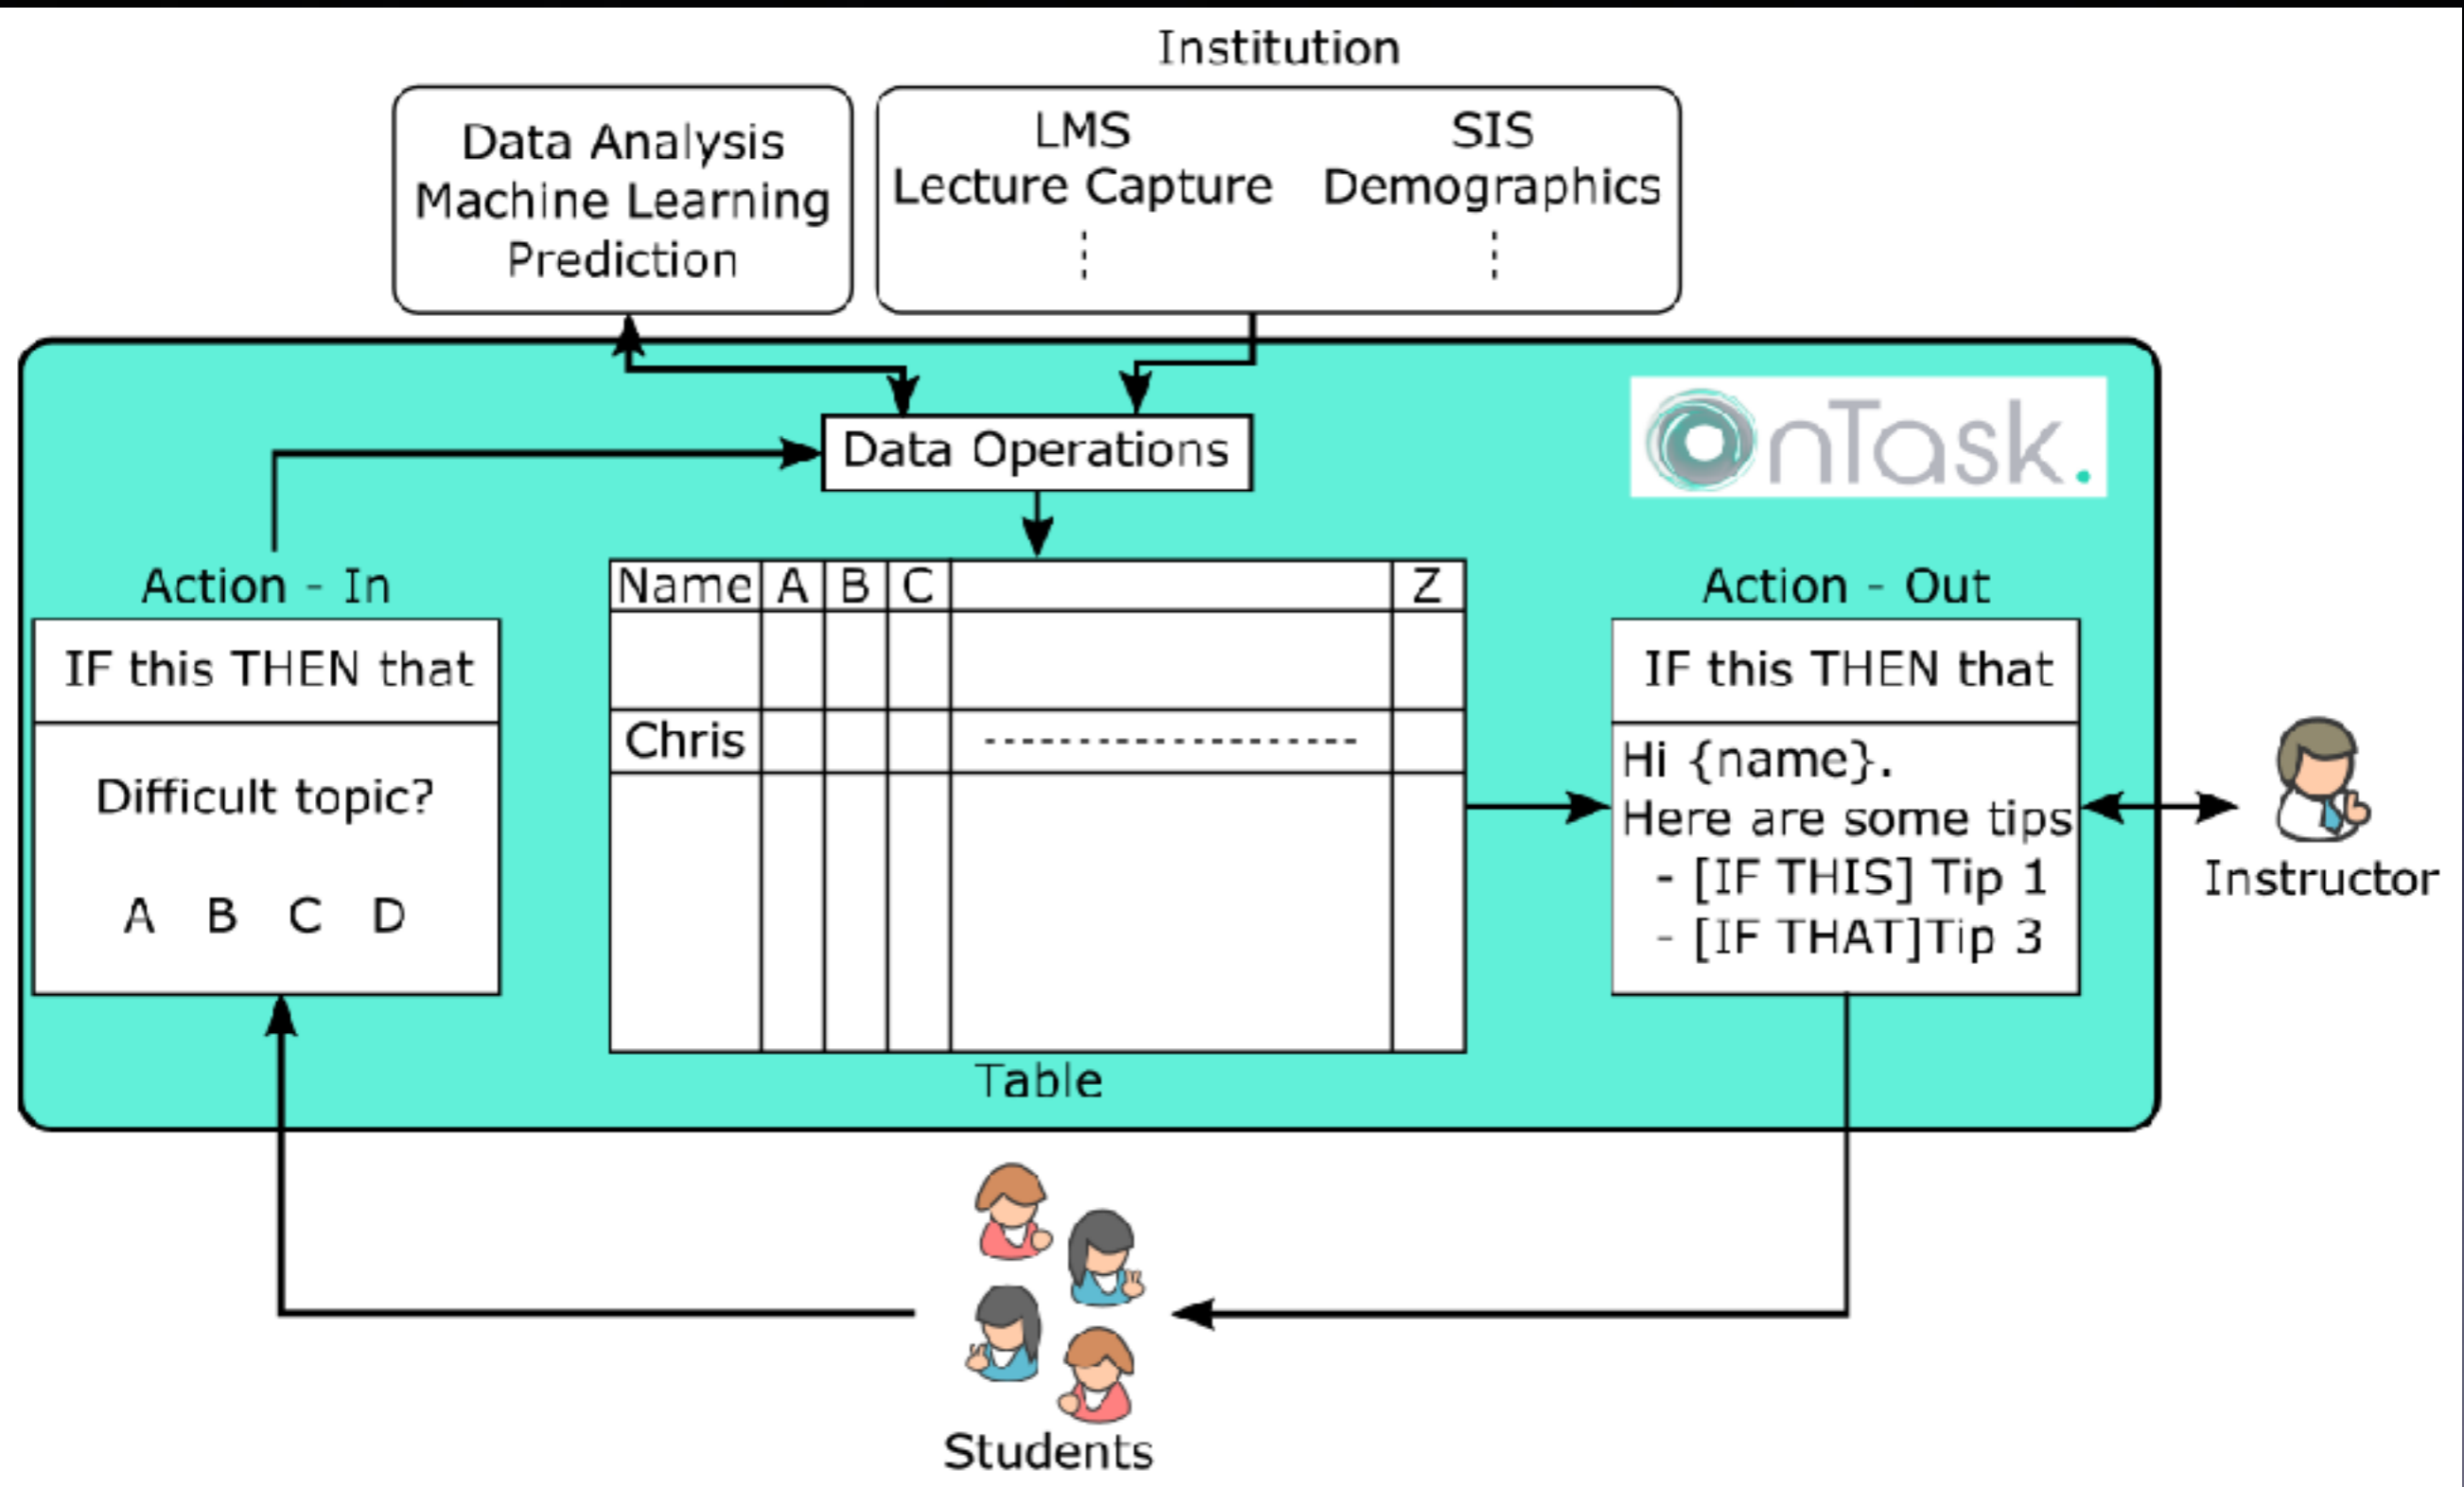 Institution
Data Analysis
Machine Learning
Prediction
LMS
Lecture Capture
SIS
Demographics
Data Operations
OnTask.
Action - In
IF this THEN that
Difficult topic?
A B C D
Name A B C Z
Chris
Table
Action - Out
IF this THEN that
Hi {name}.
Here are some tips
- [IF THIS] Tip 1
- [IF THAT]Tip 3
Instructor
Students